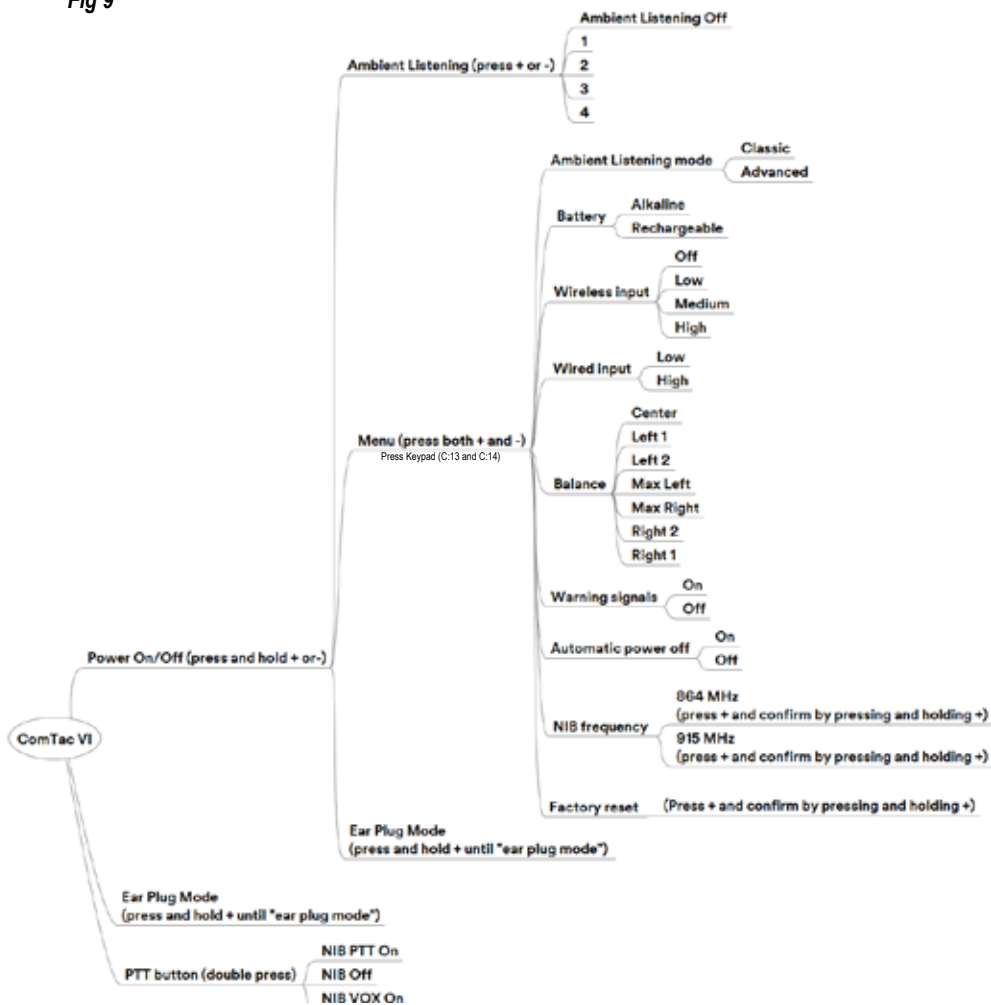 Fig 9
Ambient Listening Off
1
Ambient Listening (press + or -)
2
3
4
Classic
Ambient Listening mode
Advanced
Alkaline
Battery
Rechargeable
Off
Low
Wireless input
Medium
High
Low
Wired input
High
Center
Left 1
Menu (press both + and -)
Press Keypad (C:13 and C:14)
Left 2
Balance
Max Left
Max Right
Right 2
Right 1
On
Warning signals
Off
On
Automatic power off
Off
Power On/Off (press and hold + or-)
864 MHz
(press + and confirm by pressing and holding +)
NIB frequency
915 MHz
(press + and confirm by pressing and holding +)
ComTac VI
Factory reset
(Press + and confirm by pressing and holding +)
Ear Plug Mode
(press and hold + until "ear plug mode")
Ear Plug Mode
(press and hold + until "ear plug mode")
NIB PTT On
PTT button (double press)
NIB Off
NIB VOX On